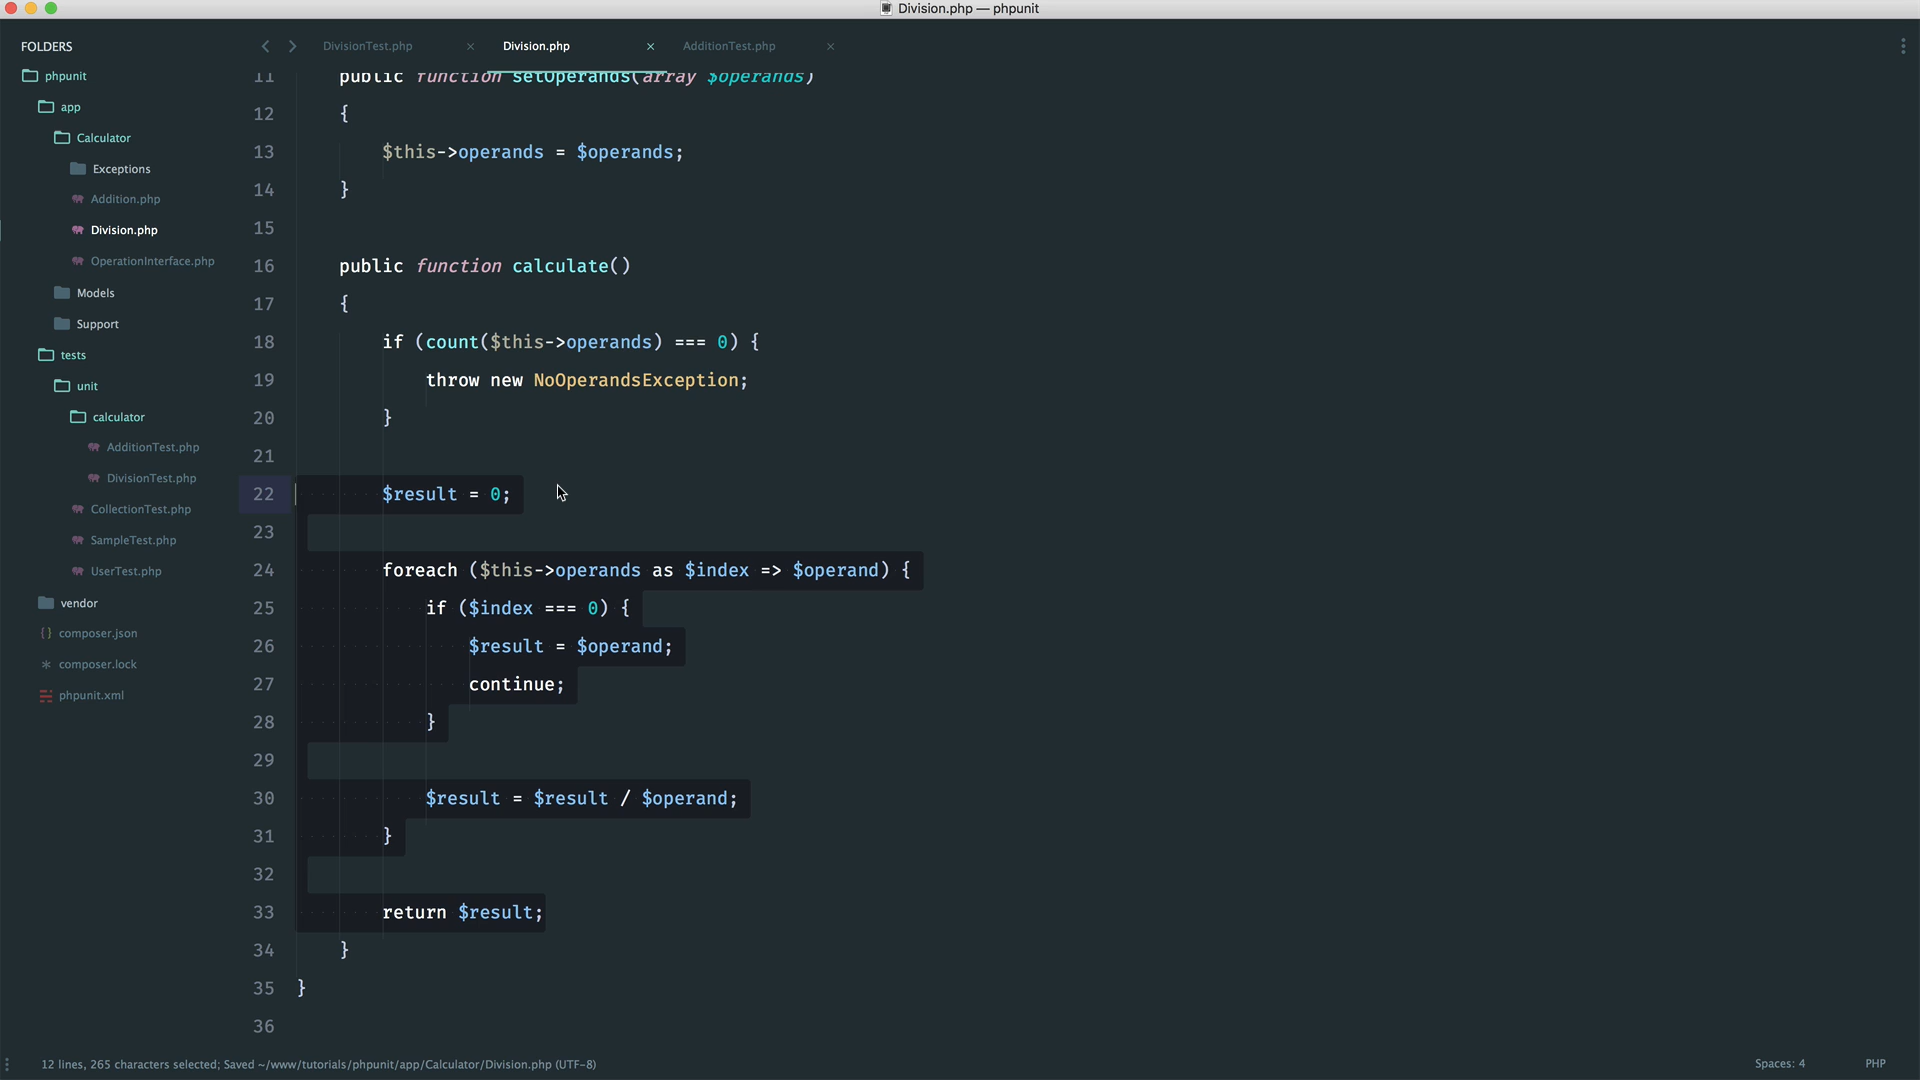 Division.php — phpunit
FOLDERS
phpunit
app
Calculator
Exceptions
Addition.php
Division.php
OperationInterface.php
Models
Support
tests
unit
calculator
AdditionTest.php
DivisionTest.php
CollectionTest.php
SampleTest.php
UserTest.php
vendor
composer.json
composer.lock
phpunit.xml
DivisionTest.php × Division.php × AdditionTest.php ×
11 public function setOperands(array $operands)
12 {
13 $this->operands = $operands;
14 }
15
16 public function calculate()
17 {
18 if (count($this->operands) === 0) {
19 throw new NoOperandsException;
20 }
21
22 $result = 0;
23
24 foreach ($this->operands as $index => $operand) {
25 if ($index === 0) {
26 $result = $operand;
27 continue;
28 }
29
30 $result = $result / $operand;
31 }
32
33 return $result;
34 }
35 }
36
12 lines, 265 characters selected; Saved ~/www/tutorials/phpunit/app/Calculator/Division.php (UTF-8)
Spaces: 4 PHP